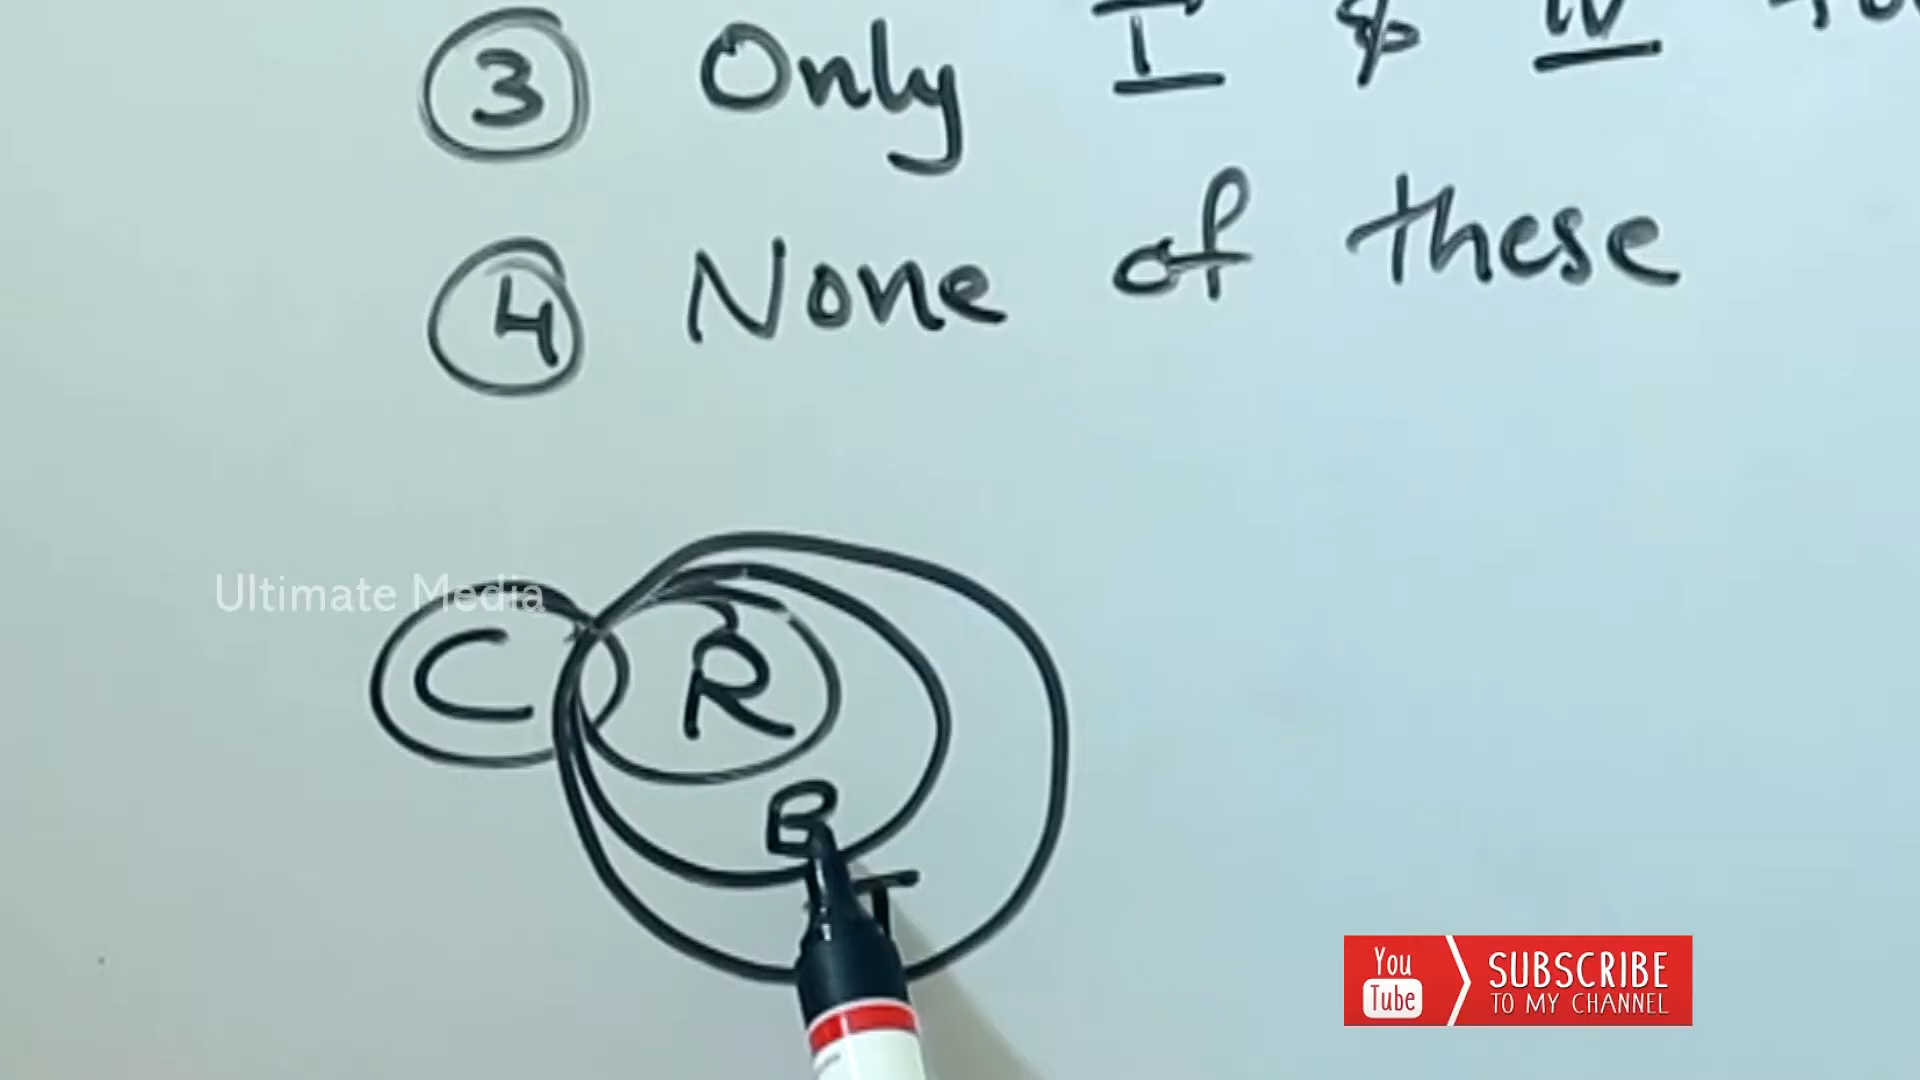 3 Only I & IV
4 None of these
Ultimate Media
C R
B
T
You Tube SUBSCRIBE TO MY CHANNEL